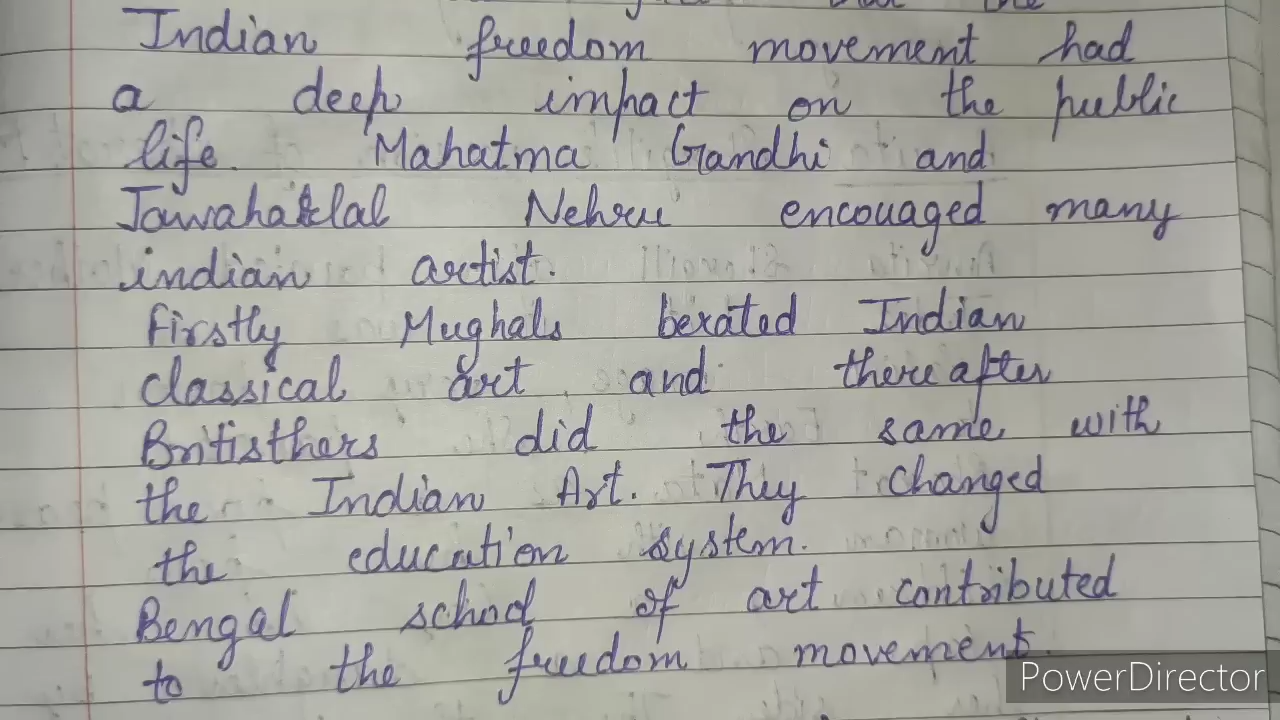 the
Indian freedom movement had
a deep impact on the public
life. Mahatma Gandhi and
Jawaharlal Nehru encouaged many
indian artist.
Firstly Mughals berated Indian
classical art and thereafter
Britisthers did the same with
the Indian Art. They changed
the education system.
Bengal school of art contributed
to the freedom movement.
PowerDirector